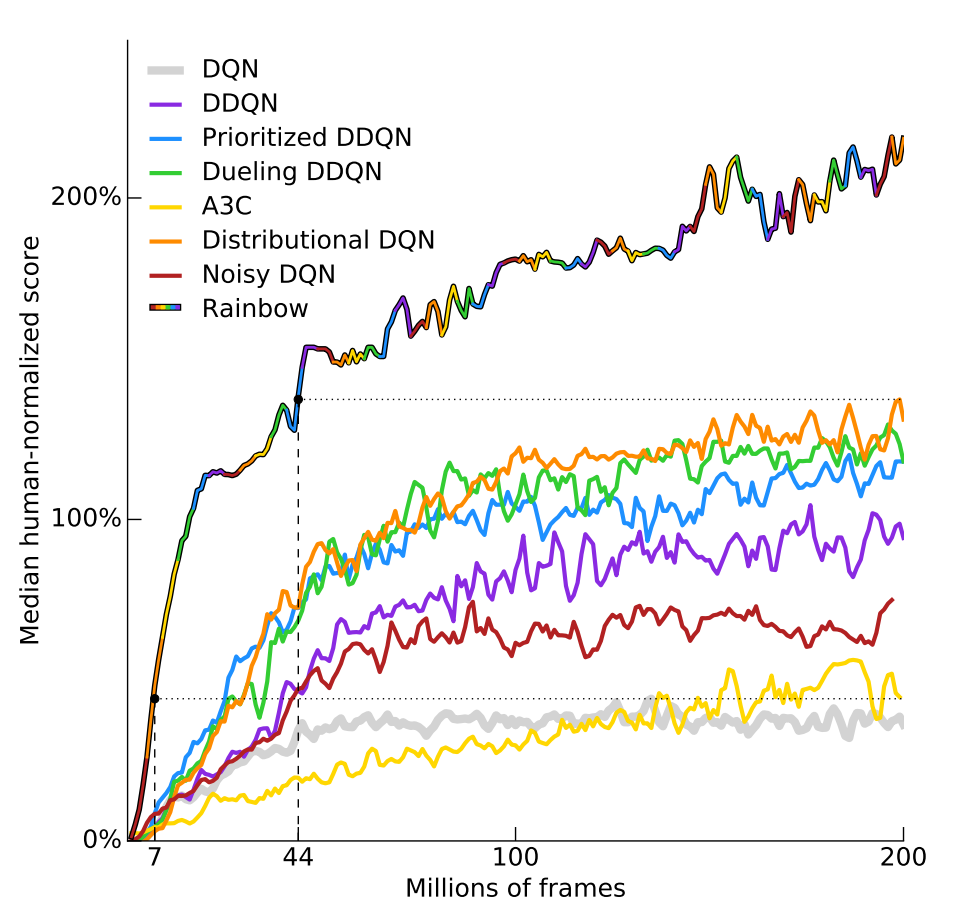 DQN
DDQN
Prioritized DDQN
Dueling DDQN
A3C
Distributional DQN
Noisy DQN
Rainbow
200%
100%
0%
Median human-normalized score
7 44 100 200
Millions of frames